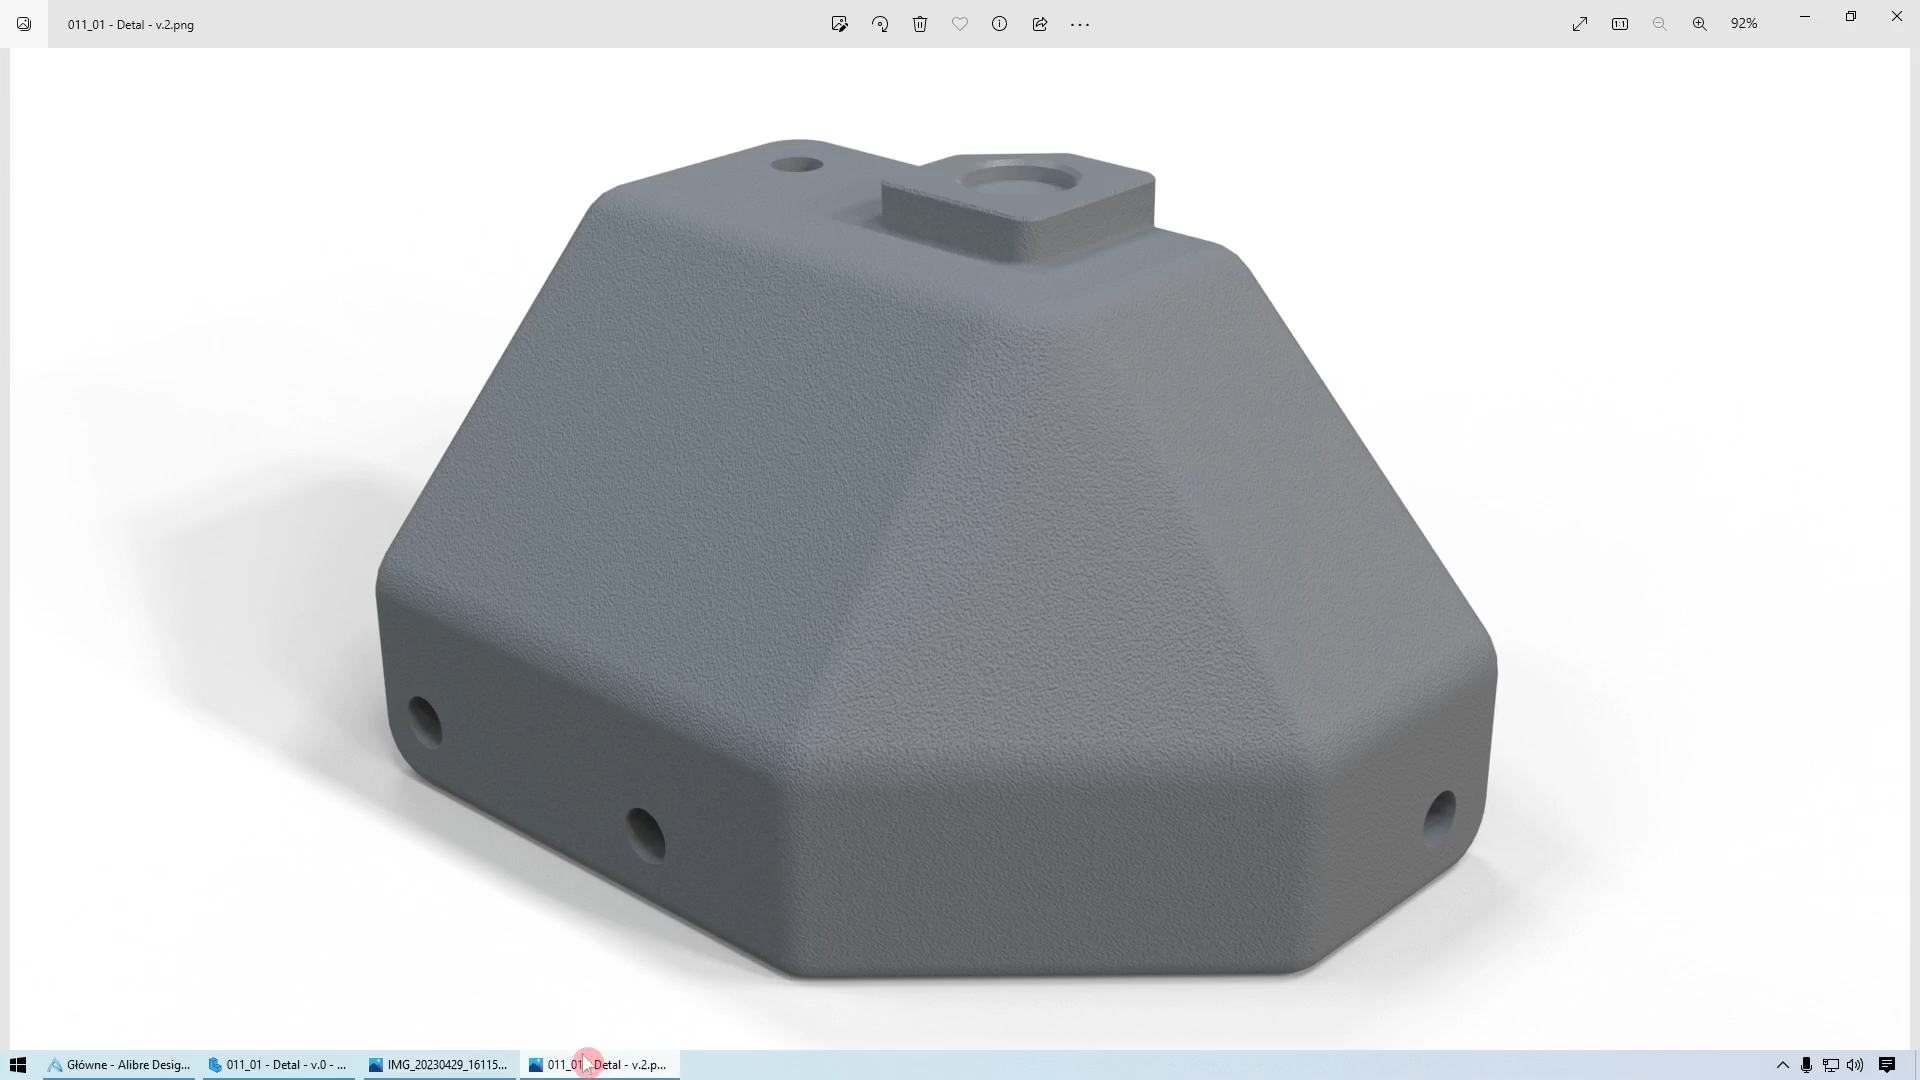 011_01 - Detal - v.2.png
92%
Główne - Alibre Desig...
011_01 - Detal - v.0 - ...
IMG_20230429_16115...
011_01 - Detal - v.2.p...